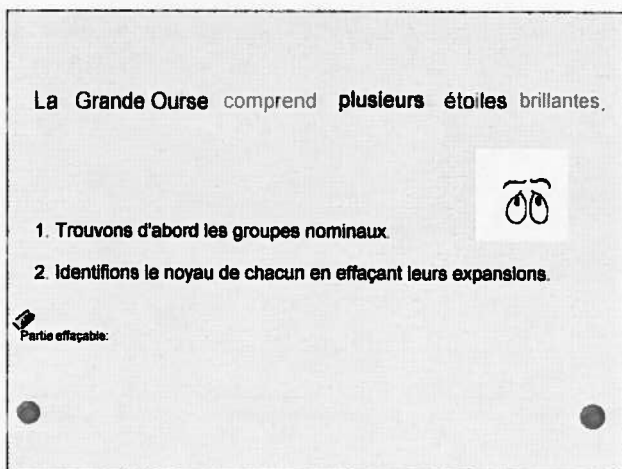 La Grande Ourse comprend plusieurs étoiles brillantes.
1. Trouvons d'abord les groupes nominaux.
2. Identifions le noyau de chacun en effaçant leurs expansions.
Partie effaçable: